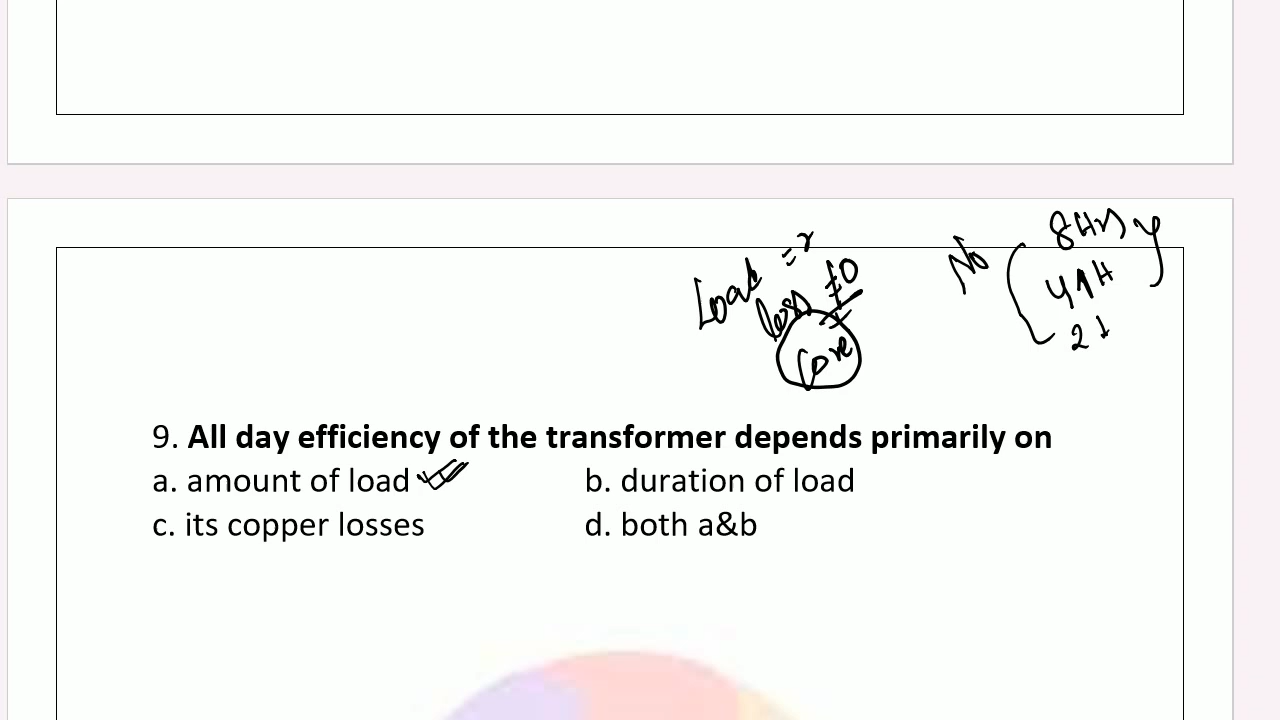 8Hrs
No
Load =
loss ≠0
Core
9. All day efficiency of the transformer depends primarily on
a. amount of load b. duration of load
c. its copper losses d. both a&b